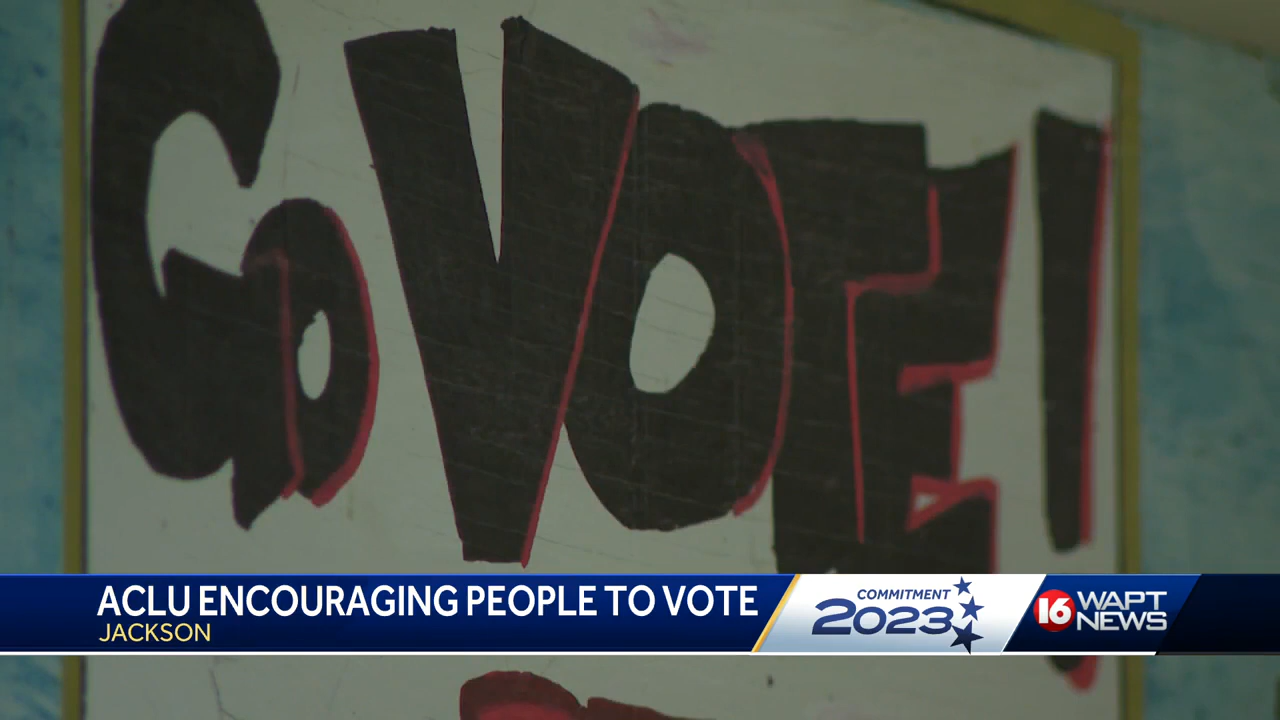 Go VOTE!
ACLU ENCOURAGING PEOPLE TO VOTE
JACKSON
COMMITMENT
2023
16 WAPT
NEWS